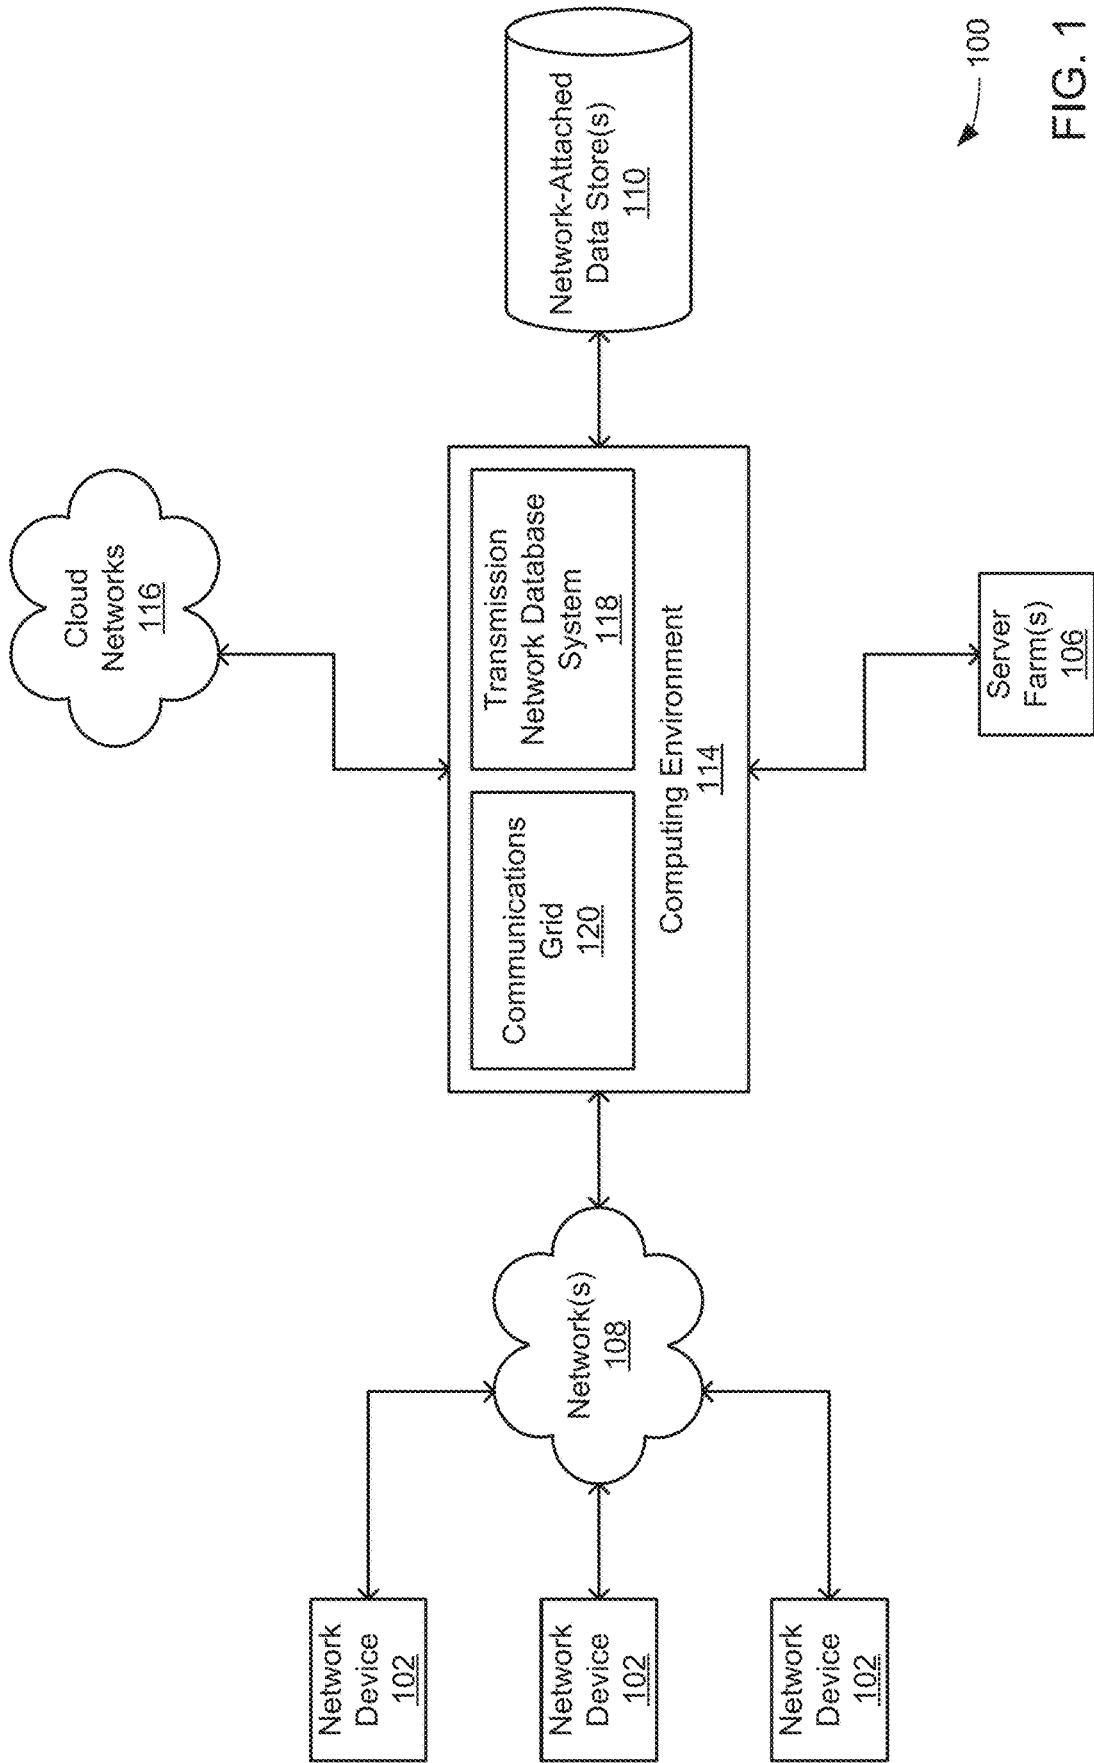 Cloud
Networks
116
Network
Device
102
Network
Device
102
Network
Device
102
Network(s)
108
Communications
Grid
120
Transmission
Network Database
System
118
Computing Environment
114
Network-Attached
Data Store(s)
110
Server
Farm(s)
106
100
FIG. 1